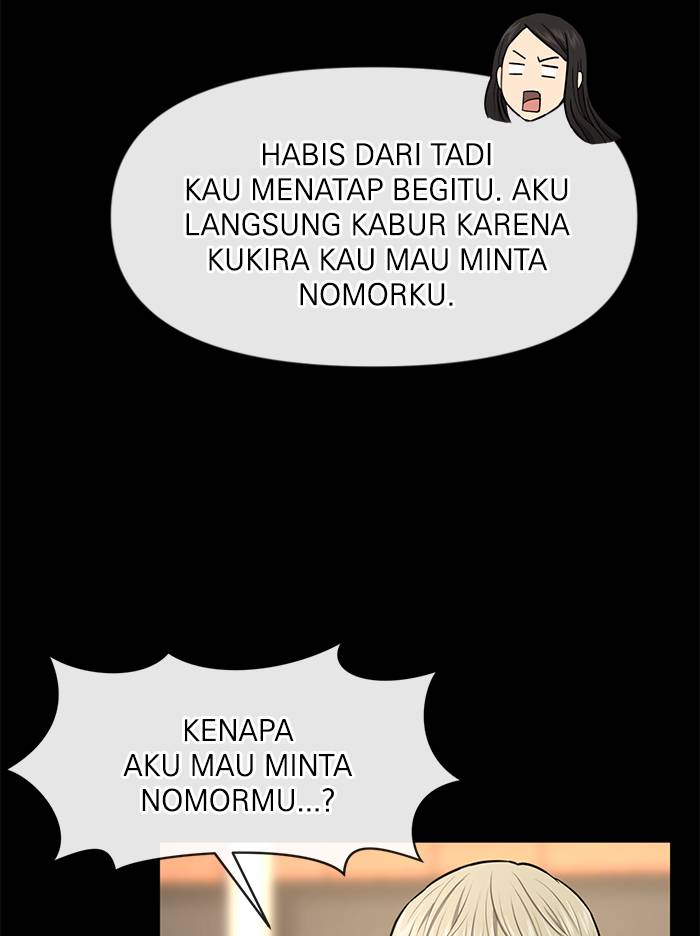 HABIS DARI TADI
KAU MENATAP BEGITU. AKU
LANGSUNG KABUR KARENA
KUKIRA KAU MAU MINTA
NOMORKU.
KENAPA
AKU MAU MINTA
NOMORMU...?